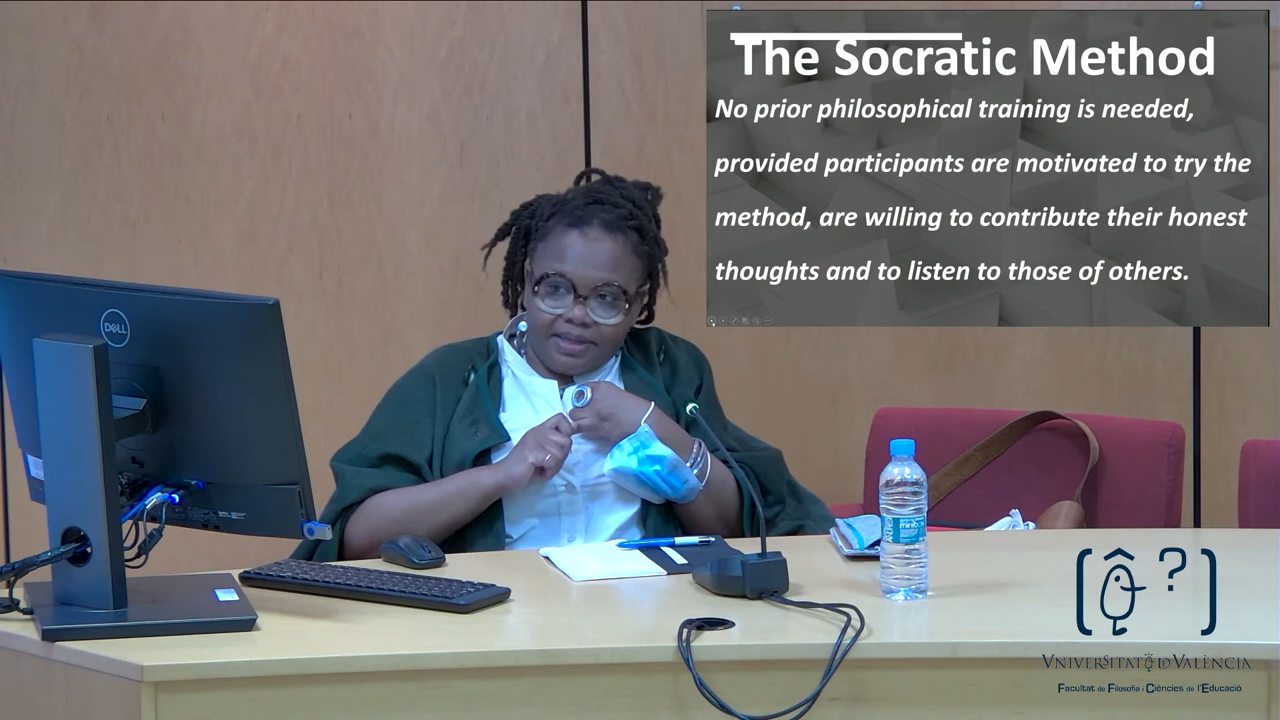 The Socratic Method
No prior philosophical training is needed,
provided participants are motivated to try the
method, are willing to contribute their honest
thoughts and to listen to those of others.
DELL
?
VNIVERSITAT ID VALÈNCIA
Facultat de Filosofia i Ciències de l'Educació